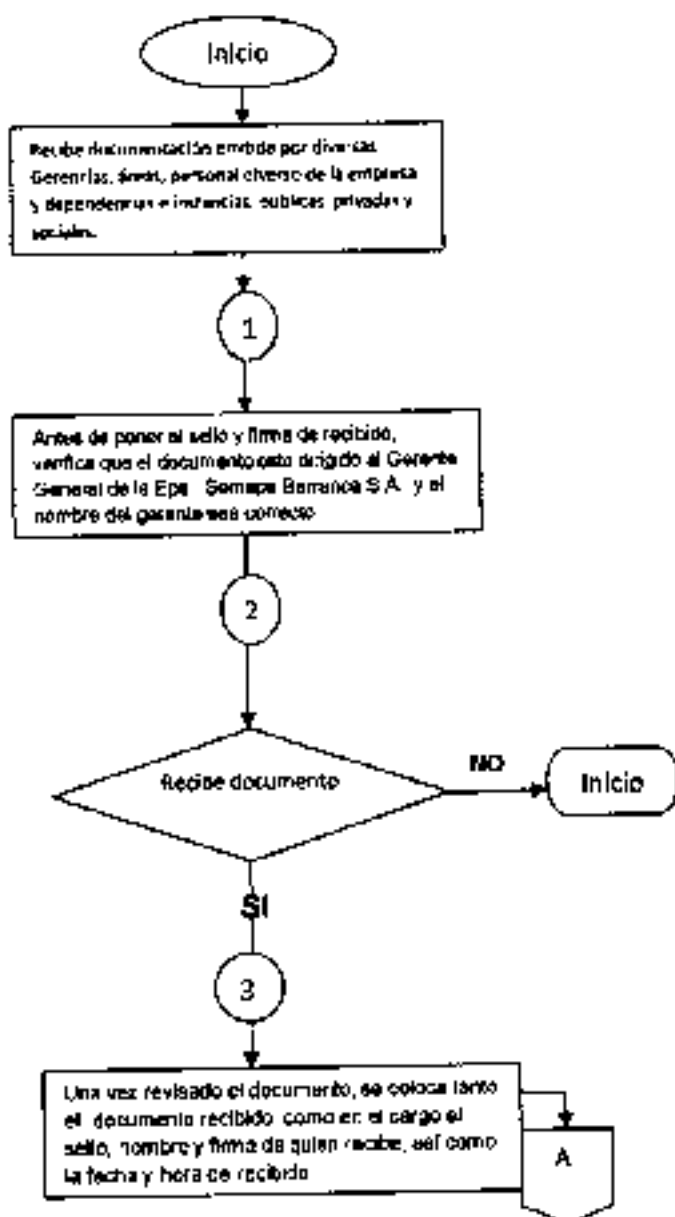 Inicio
Recibe documentación emitida por diversas
Gerencias, áreas, personal diverso de la empresa
y dependencias e instancias, publicas, privadas y
sociales.
1
Antes de poner el sello y firma de recibido,
verifica que el documento este dirigido al Gerente
General de la Eps Semapa Barranca S.A. y el
nombre del gerente sea correcto
2
Recibe documento
NO
Inicio
SI
3
Una vez revisado el documento, se coloca tanto
el documento recibido como en el cargo el
sello, nombre y firma de quien recibe, así como
la fecha y hora de recibido
A